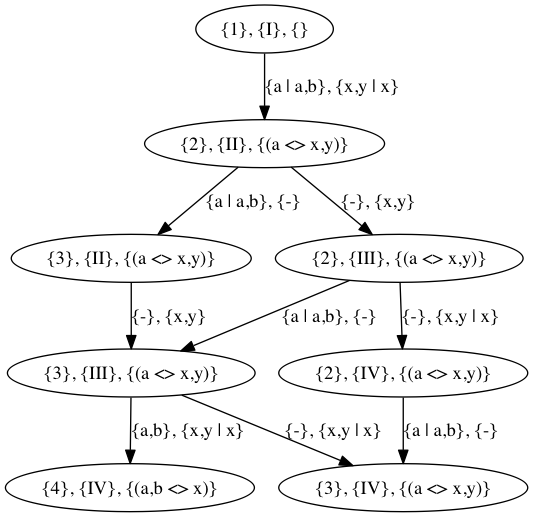 {1}, {I}, {}
{a | a,b}, {x,y | x}
{2}, {II}, {(a <> x,y)}
{a | a,b}, {-}
{-}, {x,y}
{3}, {II}, {(a <> x,y)}
{2}, {III}, {(a <> x,y)}
{-}, {x,y}
{a | a,b}, {-}
{-}, {x,y | x}
{3}, {III}, {(a <> x,y)}
{2}, {IV}, {(a <> x,y)}
{a,b}, {x,y | x}
{-}, {x,y | x}
{a | a,b}, {-}
{4}, {IV}, {(a,b <> x)}
{3}, {IV}, {(a <> x,y)}